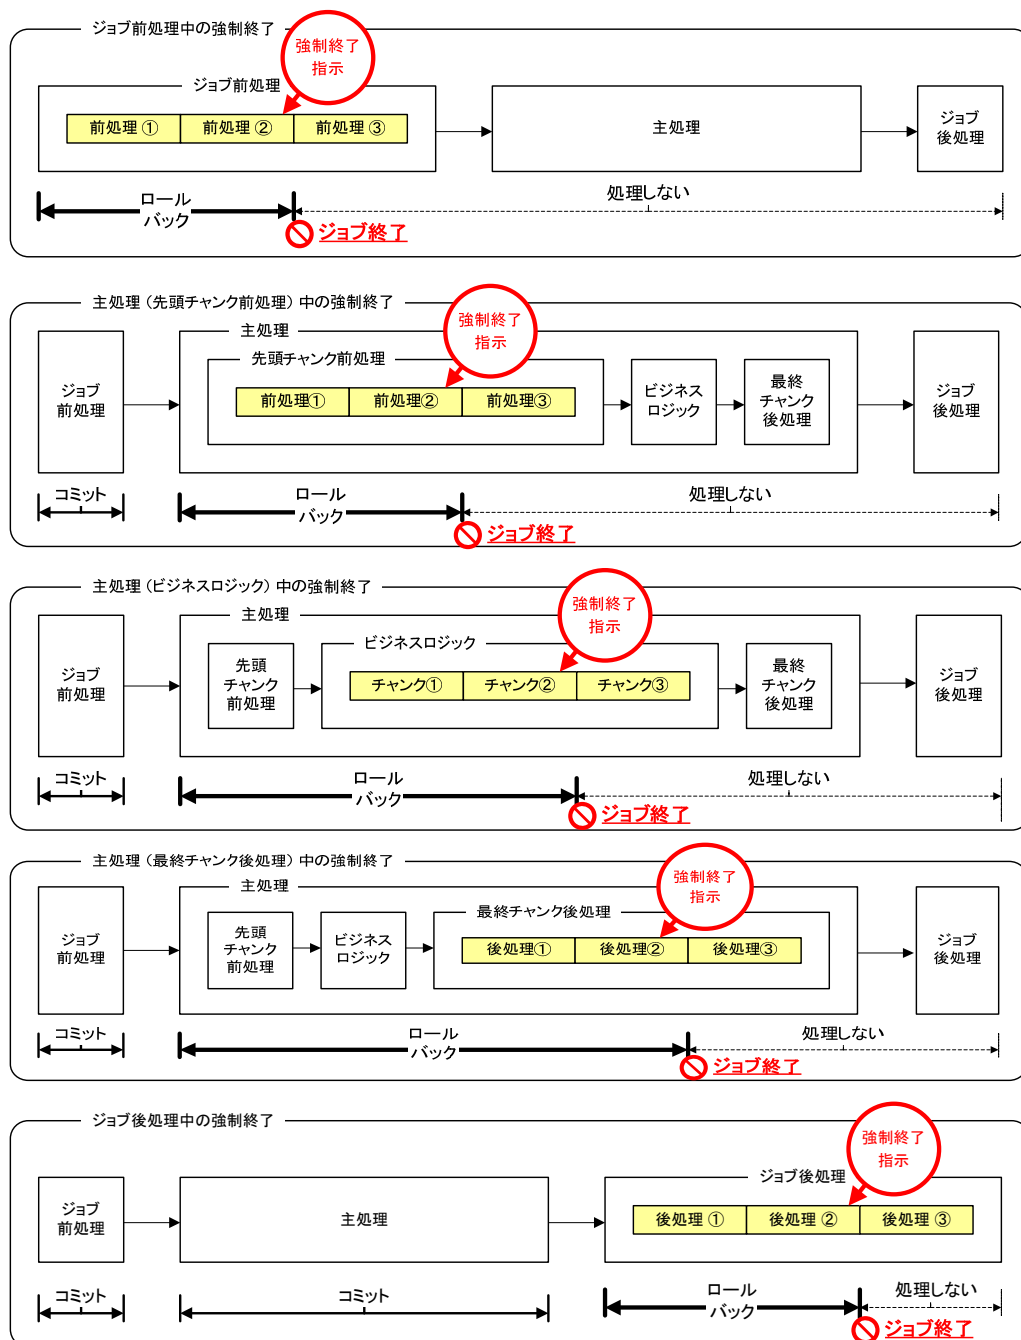 ジョブ前処理中の強制終了
強制終了
指示
ジョブ前処理
前処理 ①
前処理 ②
前処理 ③
主処理
ジョブ
後処理
ロール
バック
処理しない
ジョブ終了
主処理（先頭チャンク前処理）中の強制終了
強制終了
指示
主処理
先頭チャンク前処理
ジョブ
前処理
前処理①
前処理②
前処理③
ビジネス
ロジック
最終
チャンク
後処理
ジョブ
後処理
コミット
ロール
バック
処理しない
ジョブ終了
主処理（ビジネスロジック）中の強制終了
強制終了
指示
主処理
ビジネスロジック
ジョブ
前処理
先頭
チャンク
前処理
チャンク①
チャンク②
チャンク③
最終
チャンク
後処理
ジョブ
後処理
コミット
ロール
バック
処理しない
ジョブ終了
主処理（最終チャンク後処理）中の強制終了
強制終了
指示
主処理
最終チャンク後処理
ジョブ
前処理
先頭
チャンク
前処理
ビジネス
ロジック
後処理①
後処理②
後処理③
ジョブ
後処理
コミット
ロール
バック
処理しない
ジョブ終了
ジョブ後処理中の強制終了
強制終了
指示
ジョブ後処理
ジョブ
前処理
主処理
後処理 ①
後処理 ②
後処理 ③
コミット
コミット
ロール
バック
処理しない
ジョブ終了